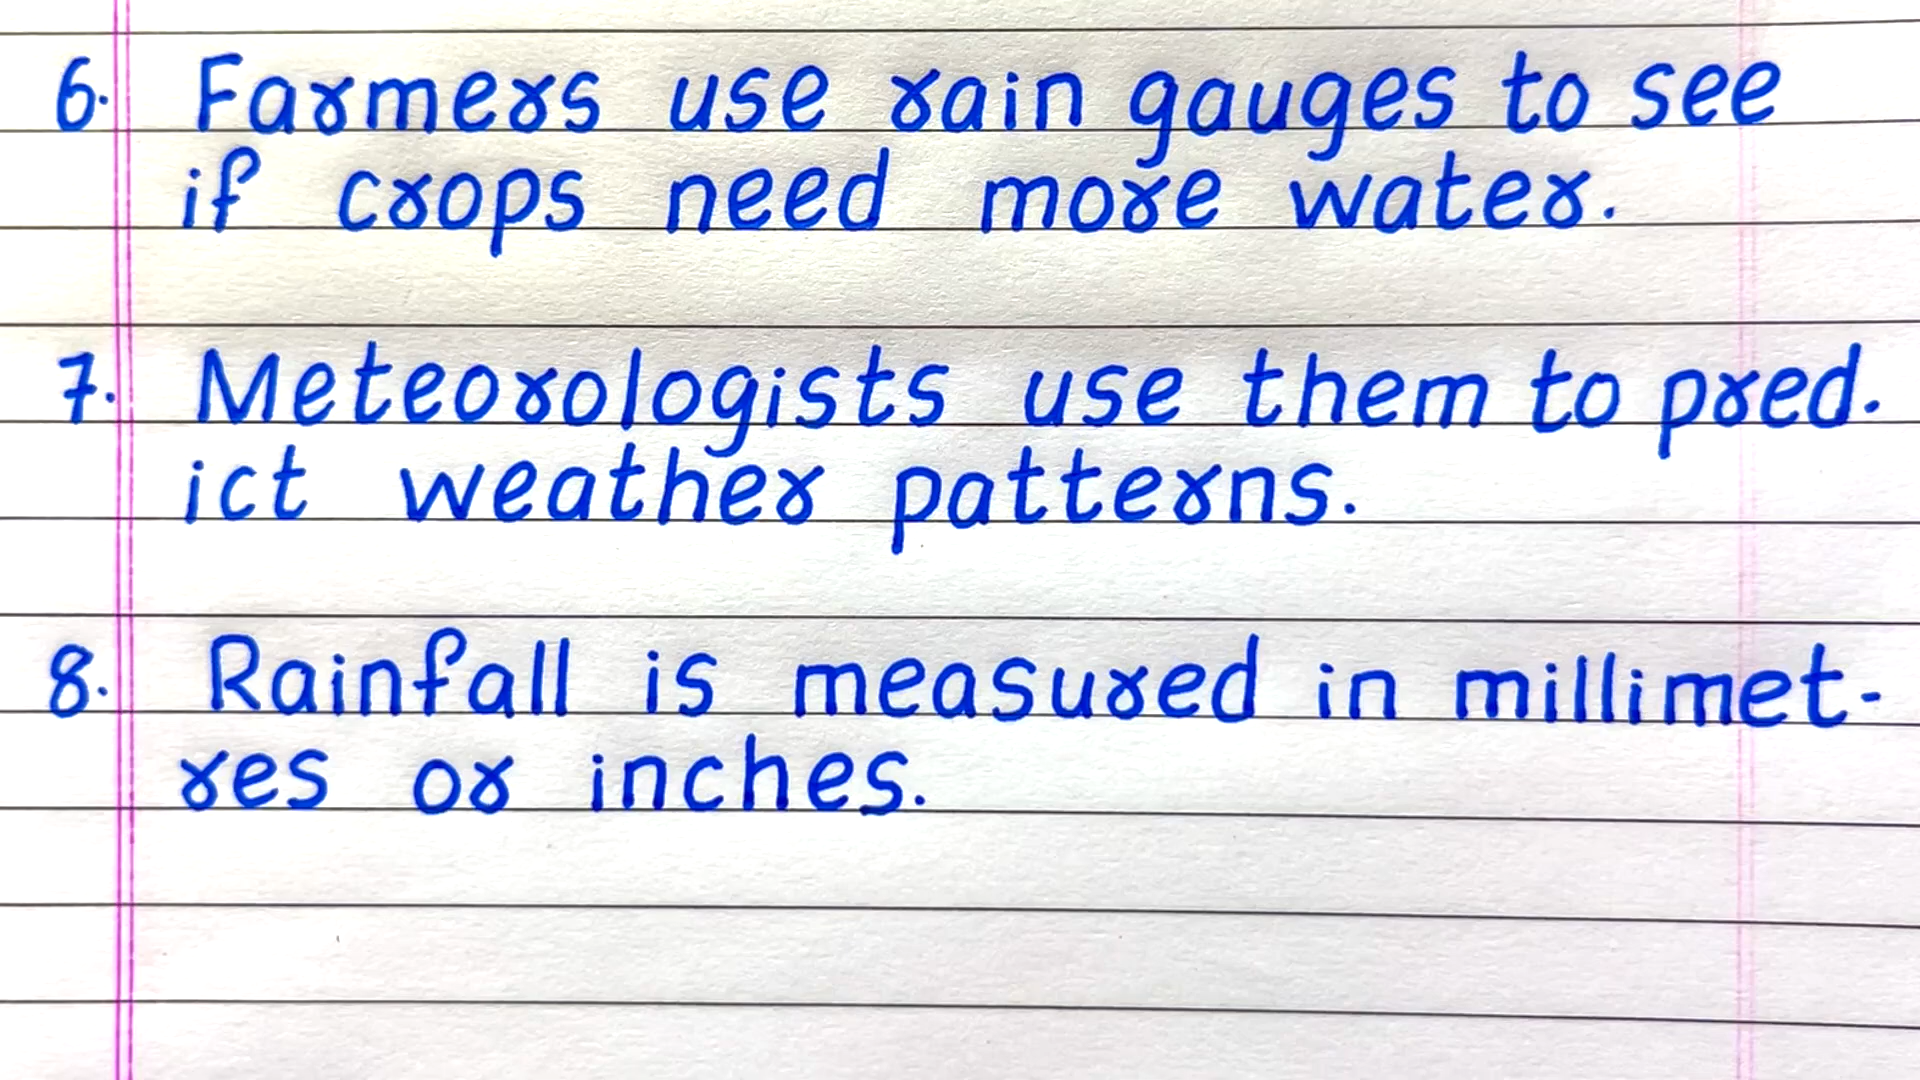 6. Farmers use rain gauges to see
if crops need more water.
7. Meteorologists use them to pred.
ict weather patterns.
8. Rainfall is measured in millimet-
res or inches.